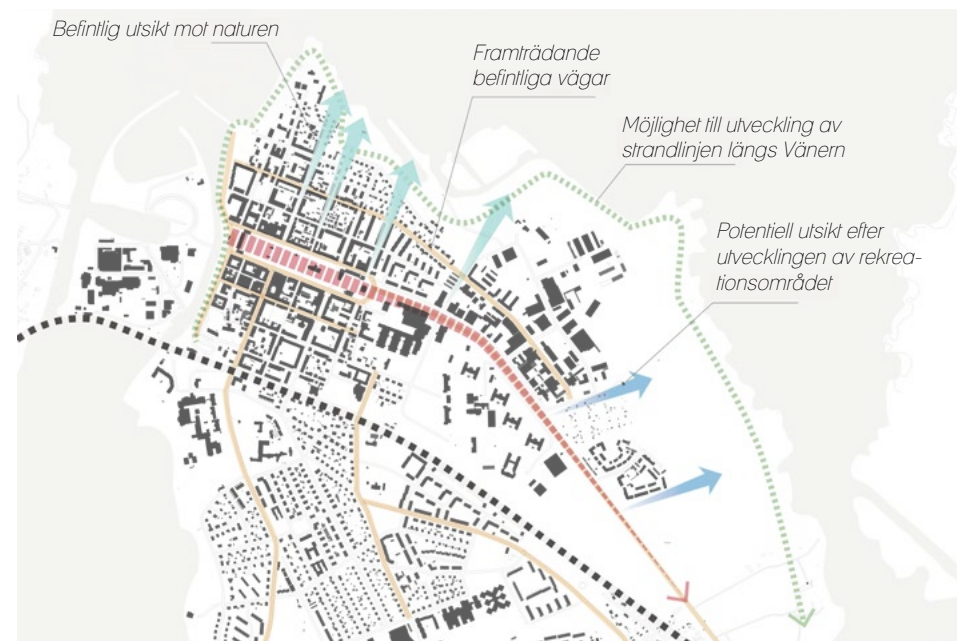 Befintlig utsikt mot naturen
Framträdande
befintliga vägar
Möjlighet till utveckling av
strandlinjen längs Vänern
Potentiell utsikt efter
utvecklingen av rekrea-
tionsområdet